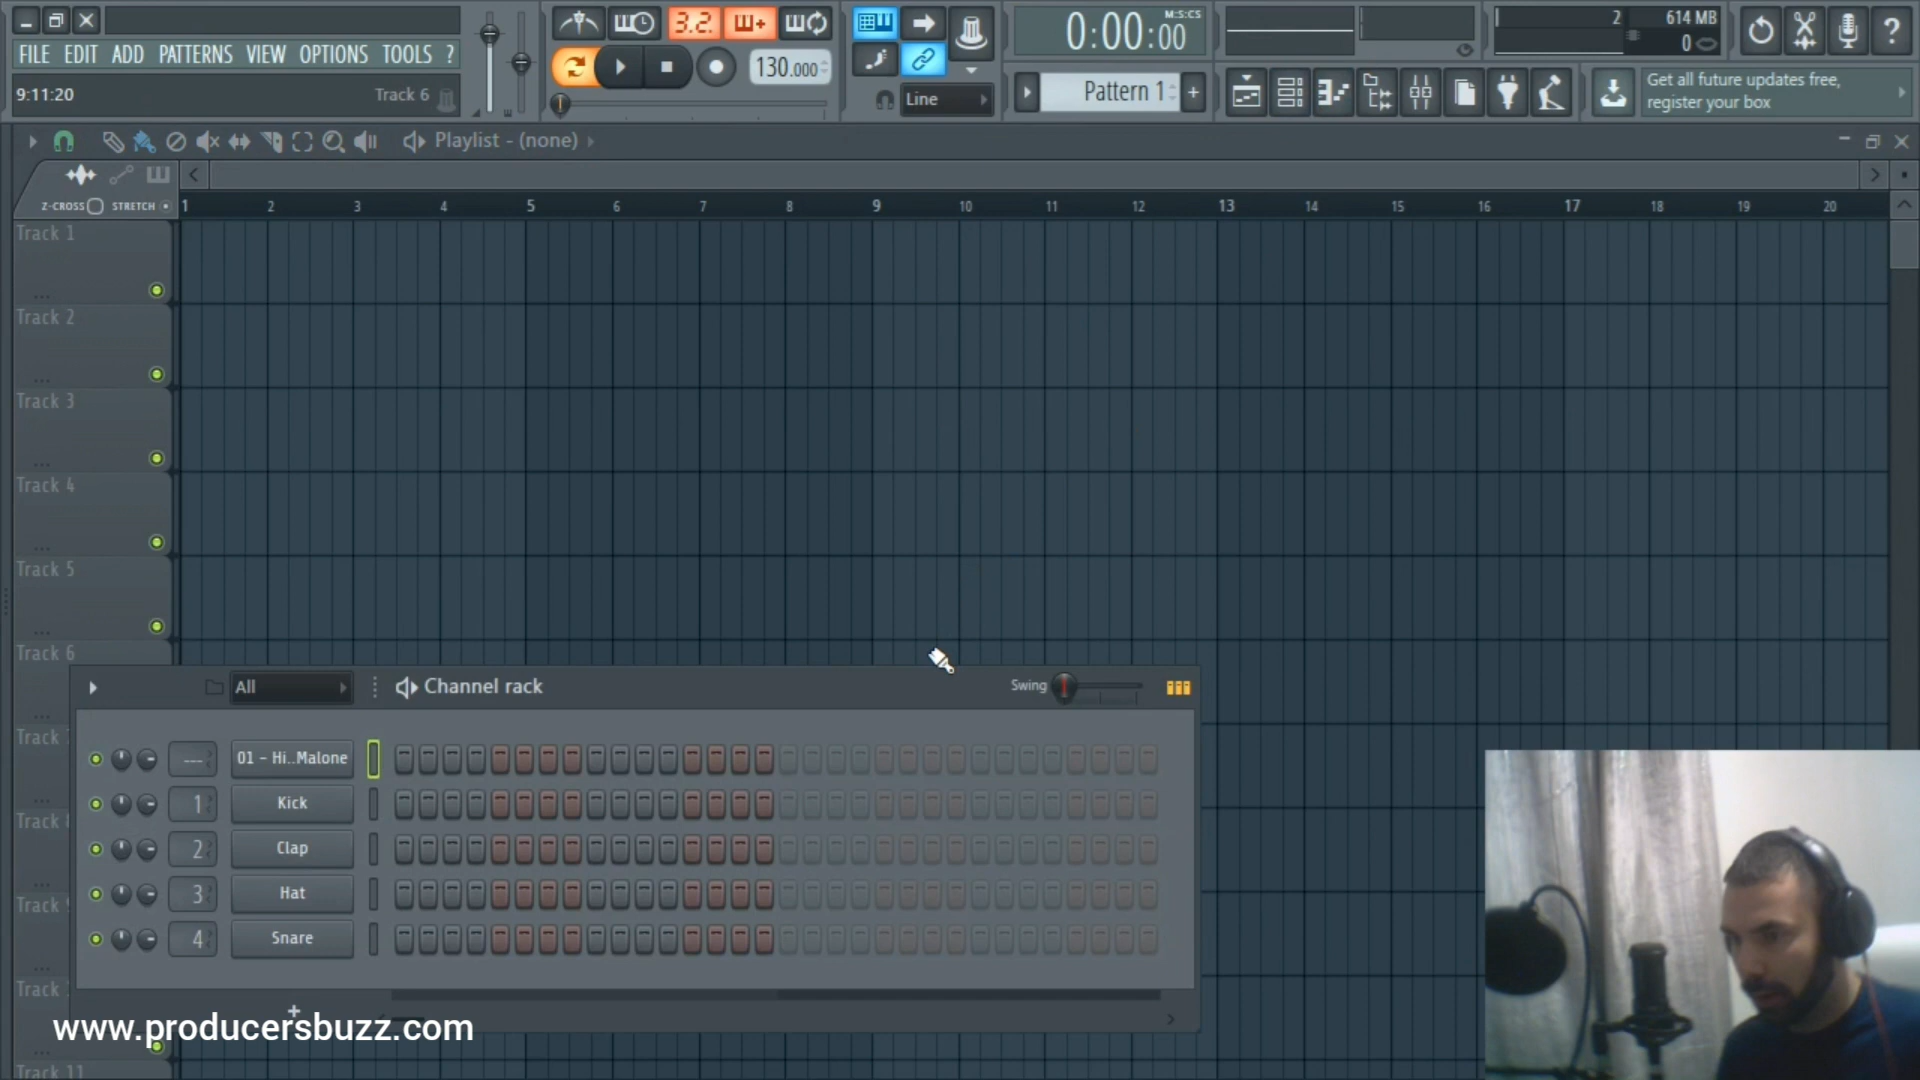 FILE EDIT ADD PATTERNS VIEW OPTIONS TOOLS ?
9:11:20 Track 6
3.2.
130.000
Line
0:00:00
M:S:CS
Pattern 1
+
2 614 MB
0
?
Get all future updates free,
register your box
Playlist - (none)
Z-CROSS STRETCH
1 2 3 4 5 6 7 8 9 10 11 12 13 14 15 16 17 18 19 20
Track 1
Track 2
Track 3
Track 4
Track 5
Track 6
Track
Track
Track
Track
Track 11
All
Channel rack
Swing
--- 01 - Hi..Malone
1 Kick
2 Clap
3 Hat
4 Snare
+
www.producersbuzz.com